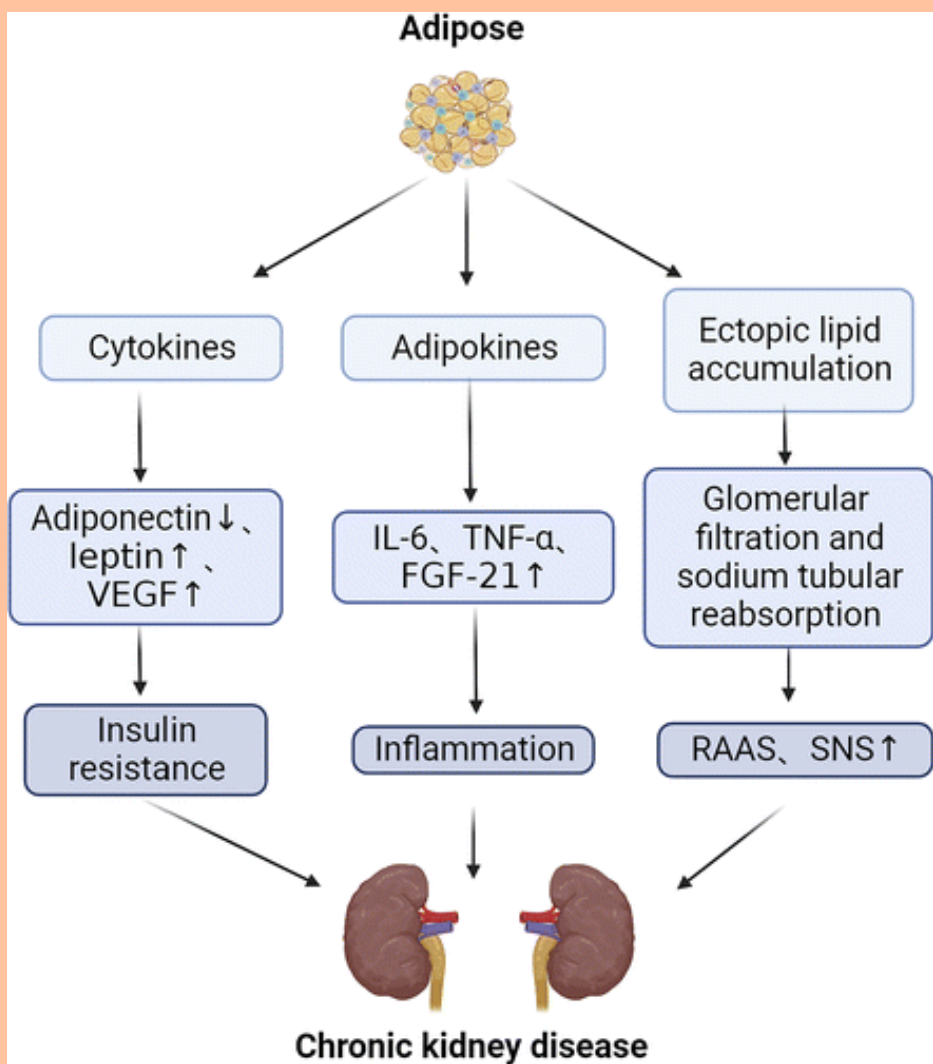 Adipose
Cytokines
Adipokines
Ectopic lipid
accumulation
Adiponectin↓、
leptin↑、
VEGF↑
IL-6、TNF-α、
FGF-21↑
Glomerular
filtration and
sodium tubular
reabsorption
Insulin
resistance
Inflammation
RAAS、SNS↑
Chronic kidney disease